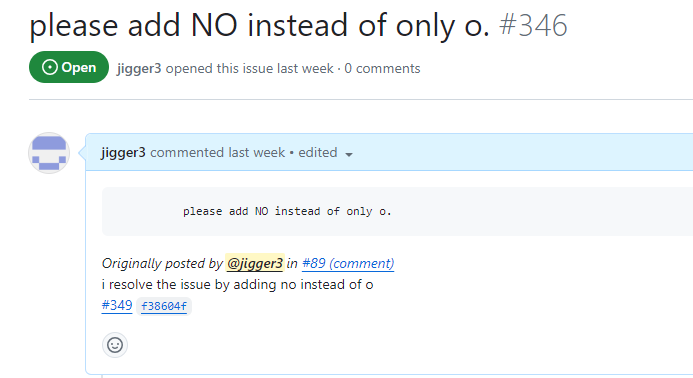 please add NO instead of only o. #346
Open jigger3 opened this issue last week · 0 comments
jigger3 commented last week • edited
please add NO instead of only o.
Originally posted by @jigger3 in #89 (comment)
i resolve the issue by adding no instead of o
#349 f38604f